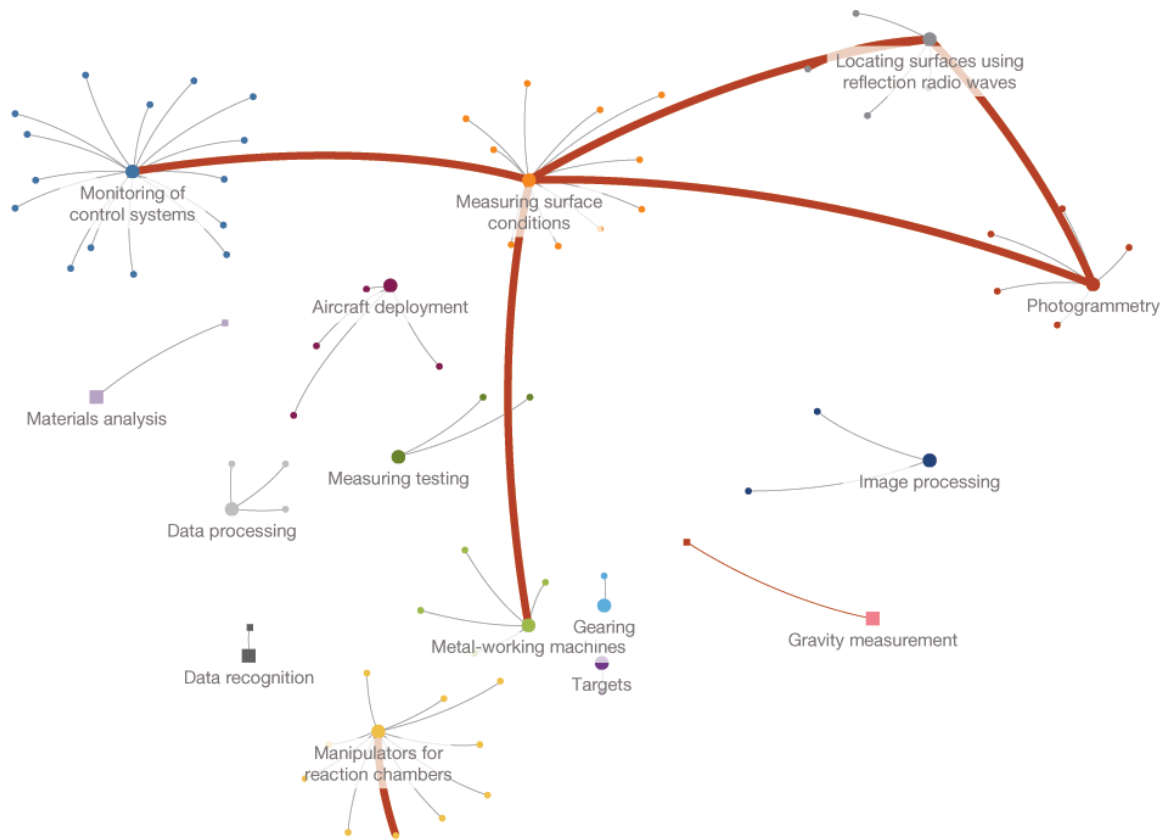 Locating surfaces using
reflection radio waves
Monitoring of
control systems
Measuring surface
conditions
Aircraft deployment
Photogrammetry
Materials analysis
Measuring testing
Image processing
Data processing
Gearing
Metal-working machines
Gravity measurement
Data recognition
Targets
Manipulators for
reaction chambers